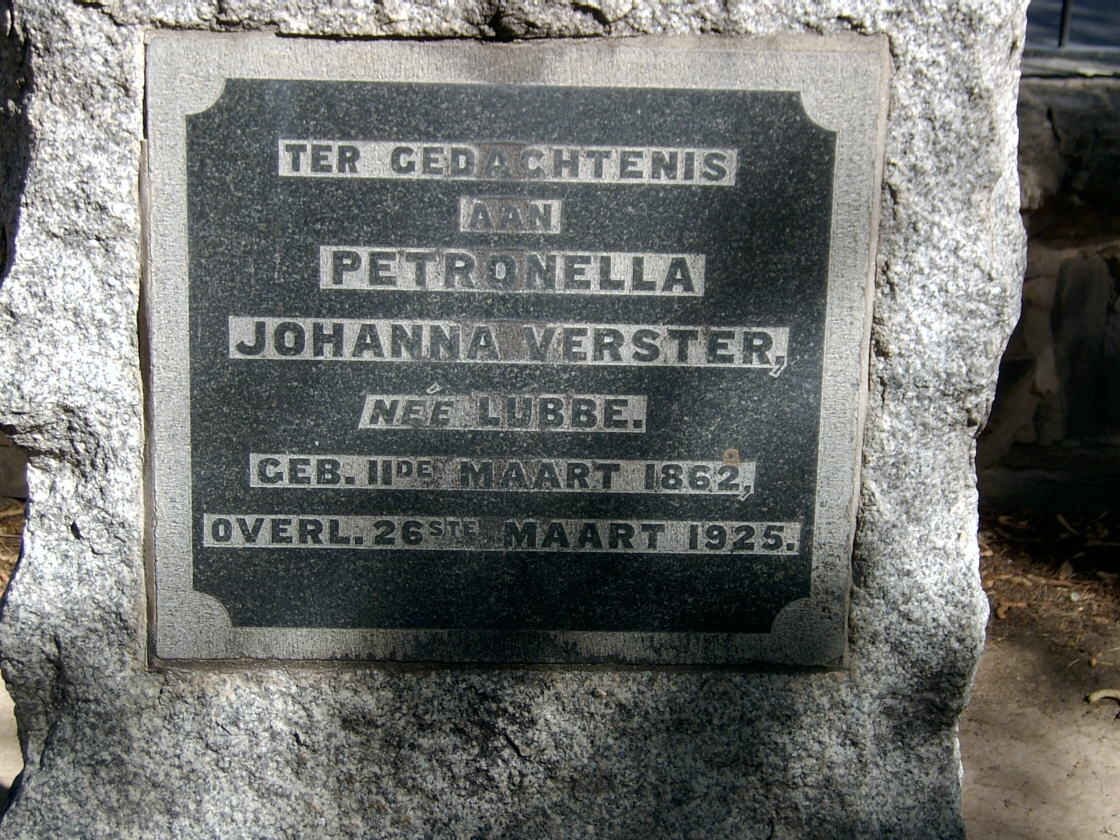 TER GEDACHTENIS
AAN
PETRONELLA
JOHANNA VERSTER,
NÉE LUBBE.
GEB. 11DE MAART 1862,
OVERL. 26STE MAART 1925.